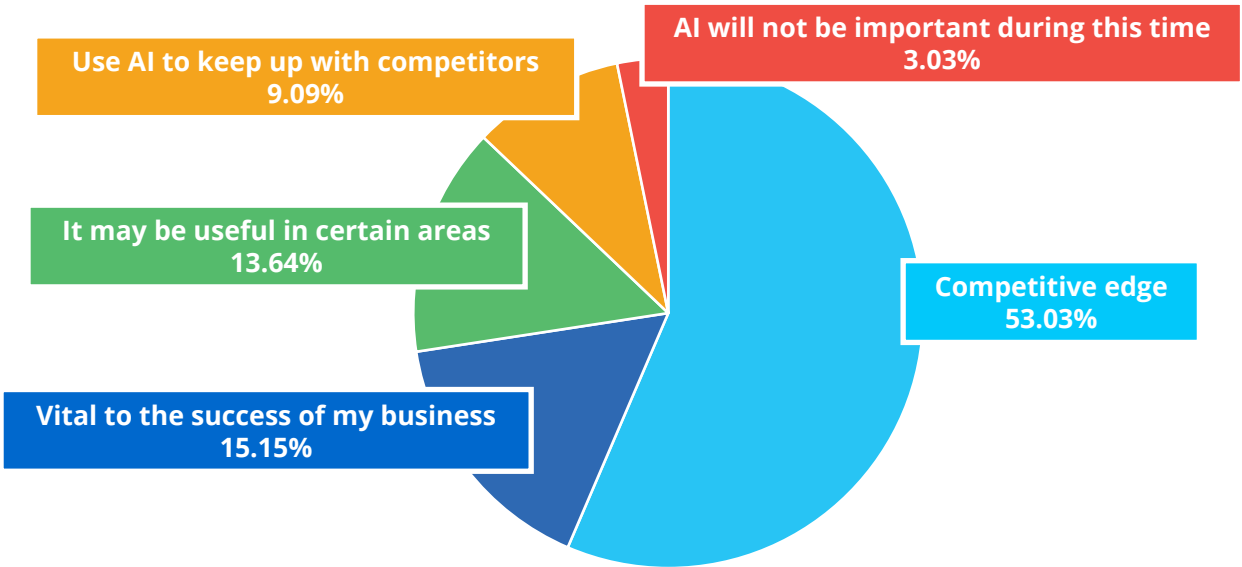 AI will not be important during this time
3.03%
Use AI to keep up with competitors
9.09%
It may be useful in certain areas
13.64%
Competitive edge
53.03%
Vital to the success of my business
15.15%